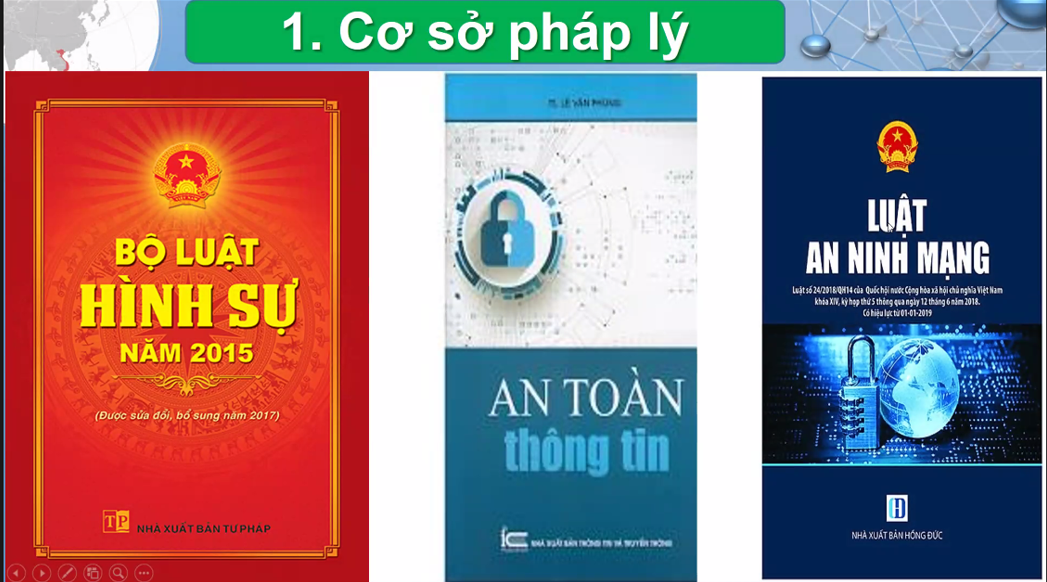 1. Cơ sở pháp lý
BỘ LUẬT
HÌNH SỰ
NĂM 2015
(Được sửa đổi, bổ sung năm 2017)
TP NHÀ XUẤT BẢN TƯ PHÁP
TS. LÊ VĂN PHÙNG
AN TOÀN
thông tin
NHÀ XUẤT BẢN THÔNG TIN VÀ TRUYỀN THÔNG
LUẬT
AN NINH MẠNG
Luật số 24/2018/QH14 của Quốc hội nước Cộng hòa xã hội chủ nghĩa Việt Nam
khóa XIV, kỳ họp thứ 5 thông qua ngày 12 tháng 6 năm 2018.
Có hiệu lực từ 01-01-2019
NHÀ XUẤT BẢN HỒNG ĐỨC